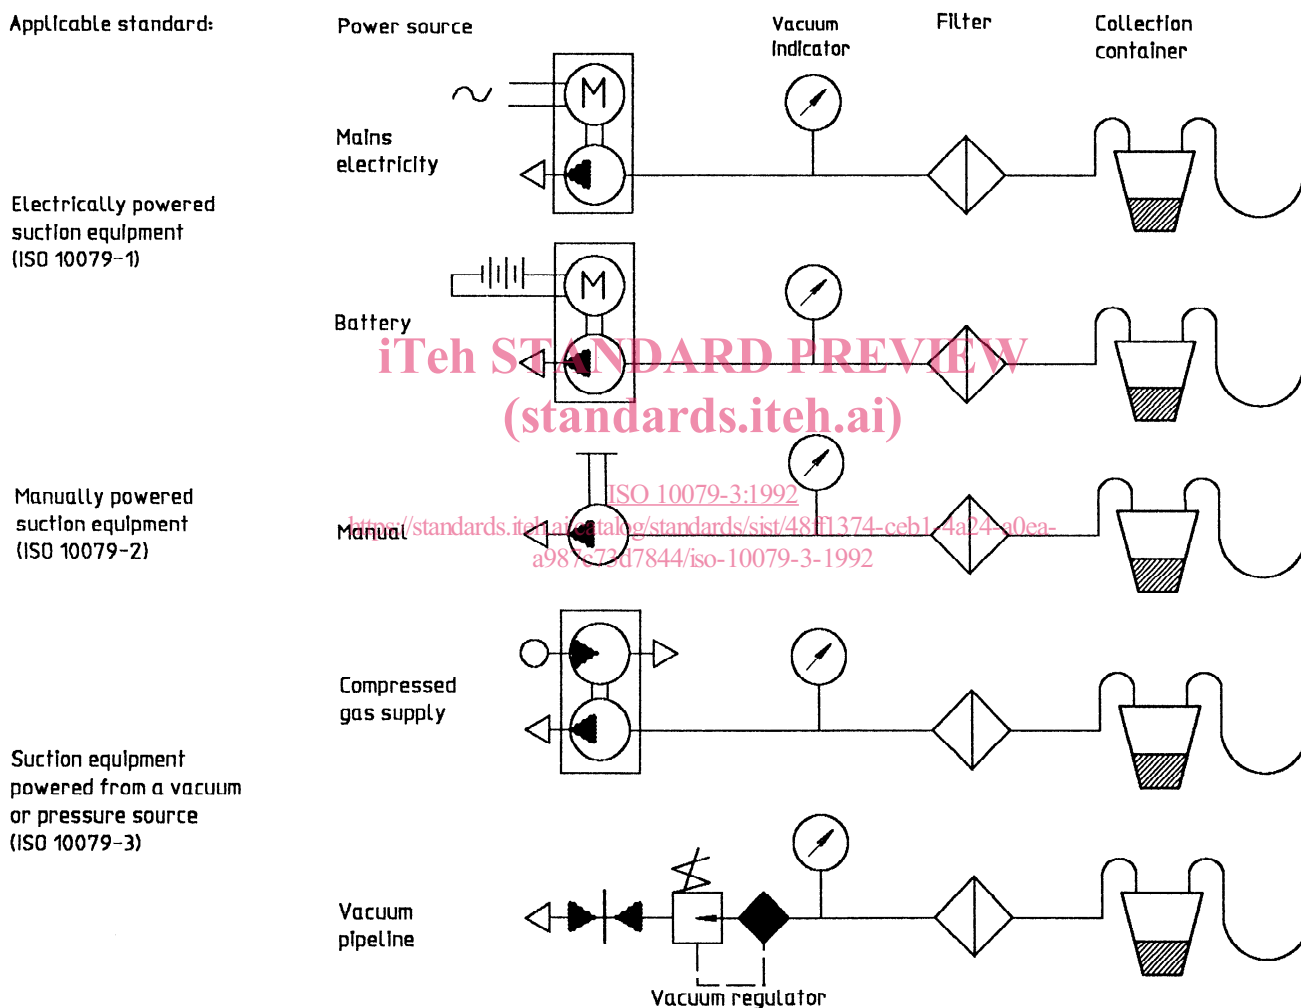 Applicable standard:
Power source
Vacuum
indicator
Filter
Collection
container
M
Mains
electricity
Electrically powered
suction equipment
(ISO 10079-1)
M
Battery
iTeh STANDARD PREVIEW
(standards.iteh.ai)
Manually powered
suction equipment
(ISO 10079-2)
ISO 10079-3:1992
Manual
https://standards.iteh.ai/catalog/standards/sist/48ff1374-ceb1-4a24-a0ea-
a987c73d7844/iso-10079-3-1992
Compressed
gas supply
Suction equipment
powered from a vacuum
or pressure source
(ISO 10079-3)
Vacuum
pipeline
Vacuum regulator